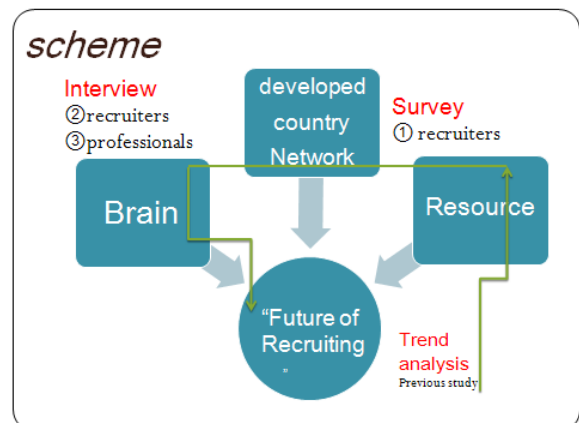 scheme
Interview
②recruiters
③professionals
developed
country
Network
Survey
① recruiters
Brain
Resource
“Future of
Recruiting
”
Trend
analysis
Previous study